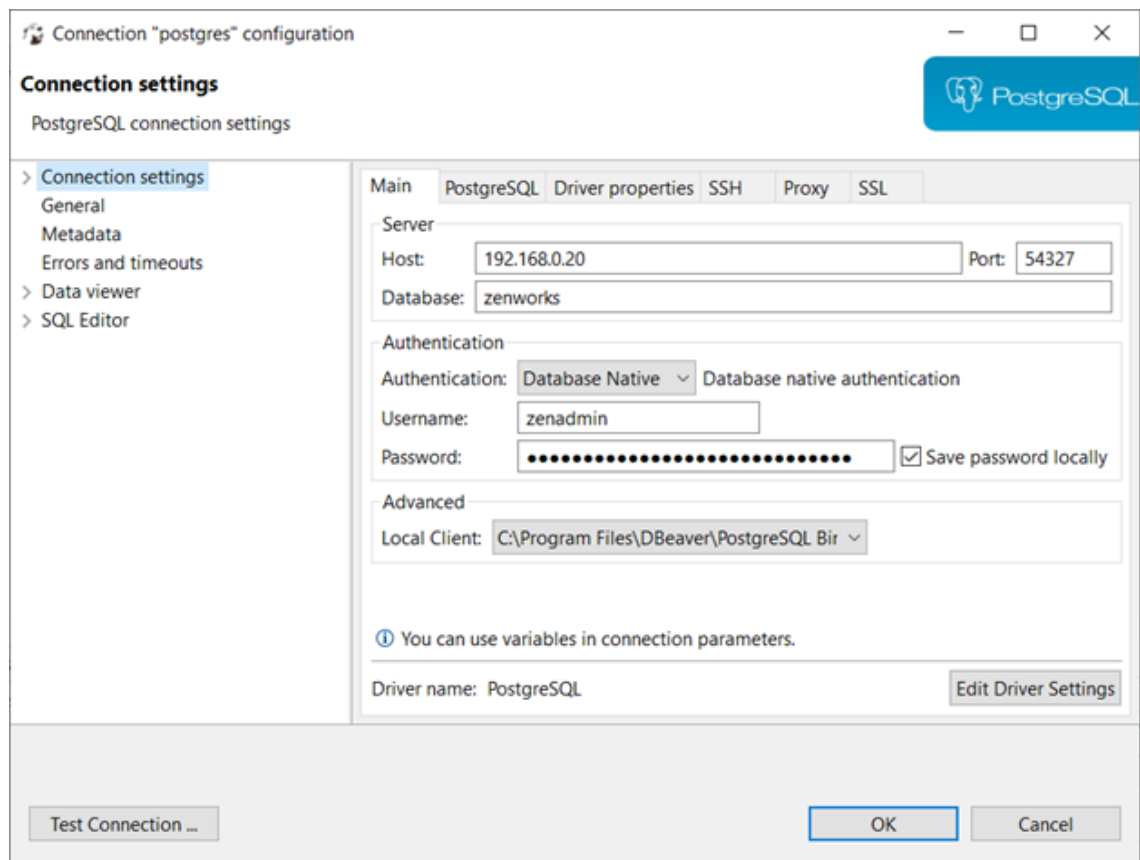 Connection "postgres" configuration
Connection settings
PostgreSQL connection settings
PostgreSQL
Connection settings
General
Metadata
Errors and timeouts
Data viewer
SQL Editor
Main PostgreSQL Driver properties SSH Proxy SSL
Server
Host: 192.168.0.20 Port: 54327
Database: zenworks
Authentication
Authentication: Database Native Database native authentication
Username: zenadmin
Password: •••••••••••••••••••••••••••••• Save password locally
Advanced
Local Client: C:\Program Files\DBeaver\PostgreSQL Bir
You can use variables in connection parameters.
Driver name: PostgreSQL Edit Driver Settings
Test Connection ... OK Cancel